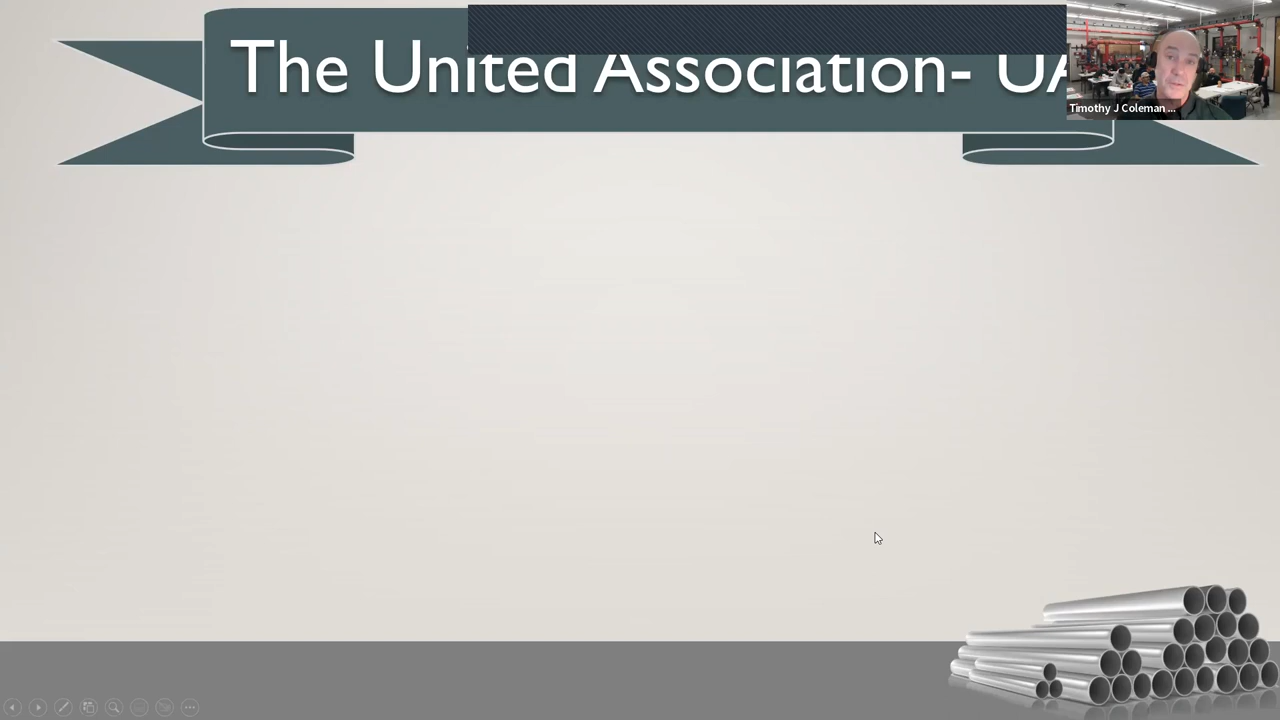 The United Association- UA
Timothy J Coleman ...